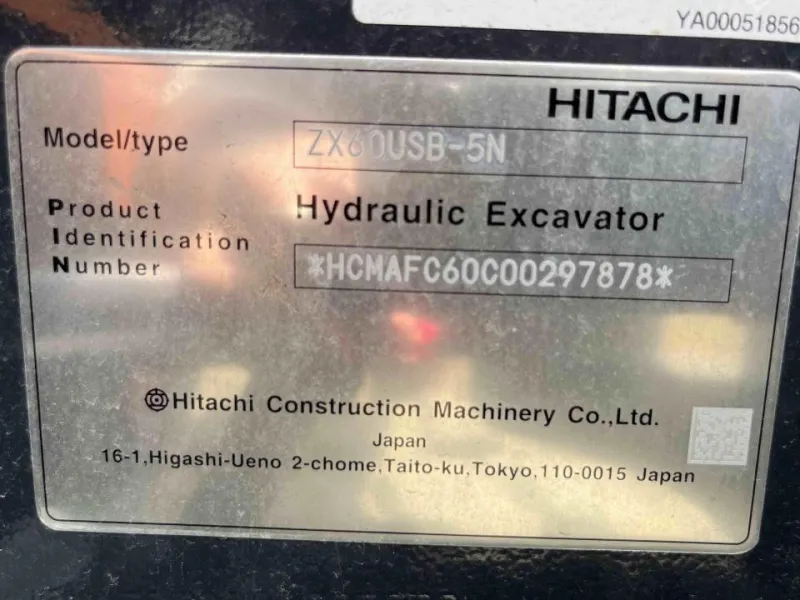 YA00051856
HITACHI
Model/type ZX60USB-5N
Product Hydraulic Excavator
Identification
Number *HCMAFC60C00297878*
Hitachi Construction Machinery Co.,Ltd.
Japan
16-1,Higashi-Ueno 2-chome,Taito-ku,Tokyo,110-0015 Japan